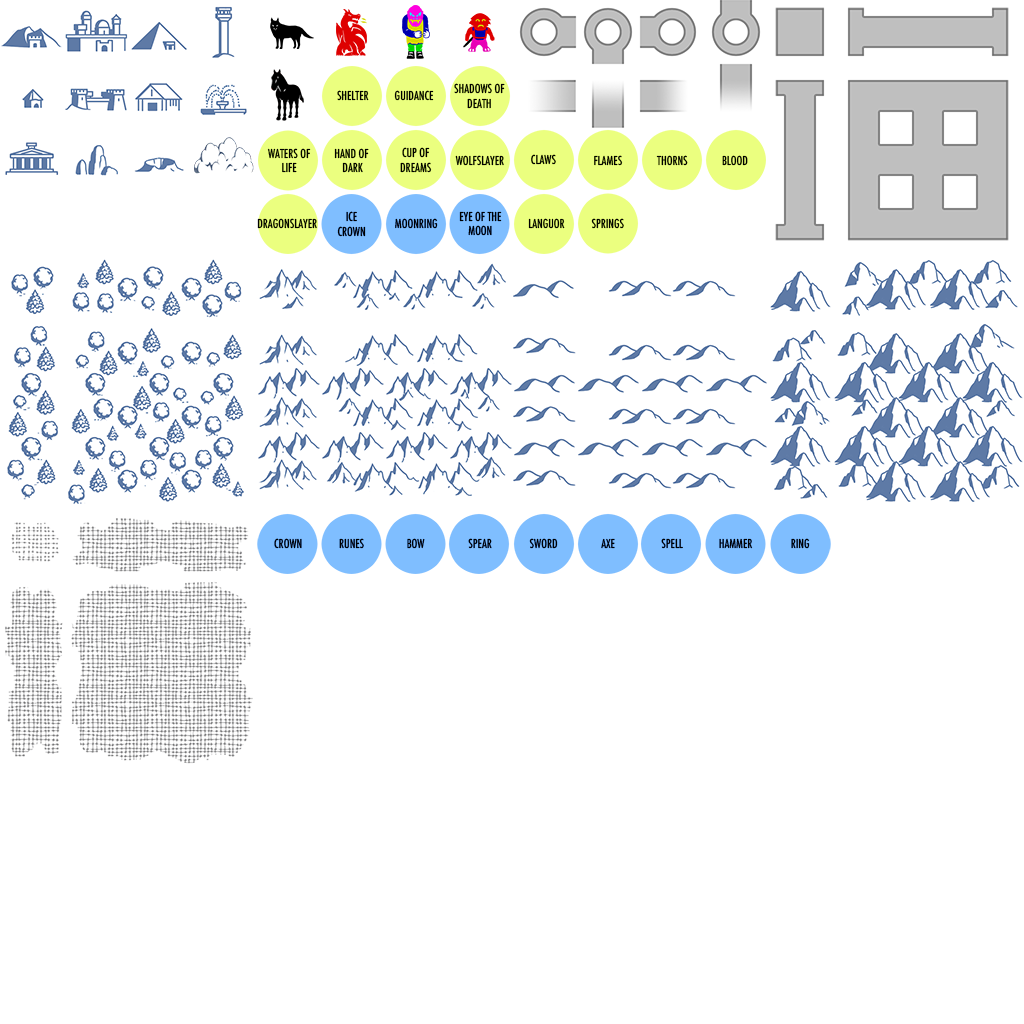 SHELTER
GUIDANCE
SHADOWS OF
DEATH
WATERS OF
LIFE
HAND OF
DARK
CUP OF
DREAMS
WOLFSLAYER
CLAWS
FLAMES
THORNS
BLOOD
DRAGONSLAYER
ICE
CROWN
MOONRING
EYE OF THE
MOON
LANGUOR
SPRINGS
CROWN
RUNES
BOW
SPEAR
SWORD
AXE
SPELL
HAMMER
RING